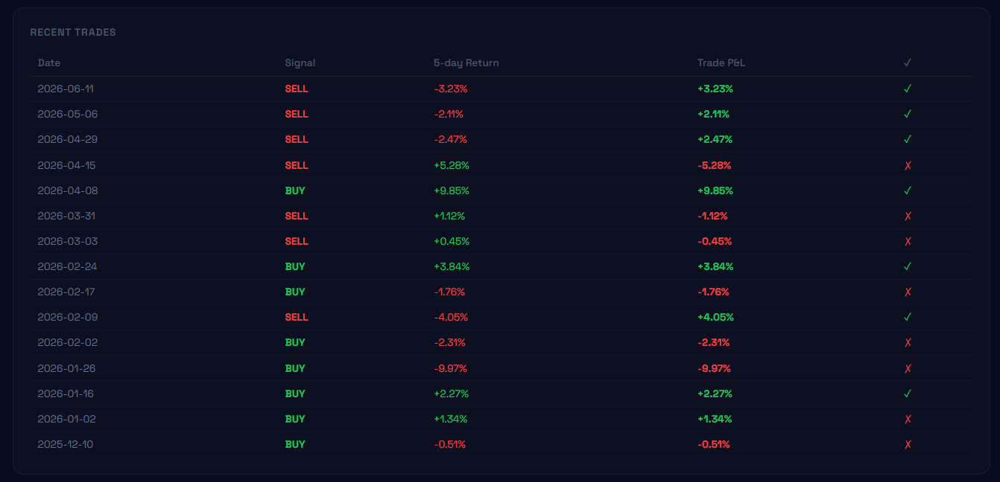 RECENT TRADES
Date Signal 5-day Return Trade P&L ✓
2026-06-11 SELL -3.23% +3.23% ✓
2026-05-06 SELL -2.11% +2.11% ✓
2026-04-29 SELL -2.47% +2.47% ✓
2026-04-15 SELL +5.28% -5.28% ✗
2026-04-08 BUY +9.85% +9.85% ✓
2026-03-31 SELL +1.12% -1.12% ✗
2026-03-03 SELL +0.45% -0.45% ✗
2026-02-24 BUY +3.84% +3.84% ✓
2026-02-17 BUY -1.76% -1.76% ✗
2026-02-09 SELL -4.05% +4.05% ✓
2026-02-02 BUY -2.31% -2.31% ✗
2026-01-26 BUY -9.97% -9.97% ✗
2026-01-16 BUY +2.27% +2.27% ✓
2026-01-02 BUY +1.34% +1.34% ✗
2025-12-10 BUY -0.51% -0.51% ✗